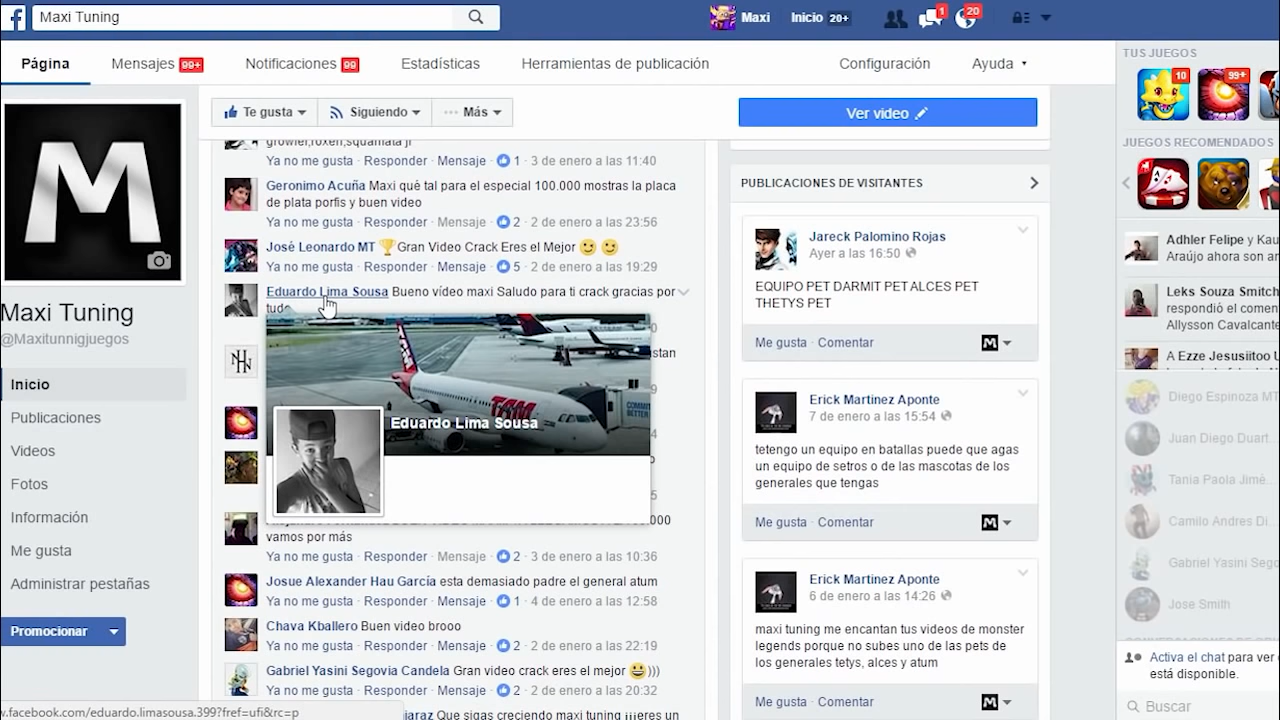 Maxi Tuning
Maxi
Inicio 20+
1
20
Página
Mensajes 99+
Notificaciones 99
Estadísticas
Herramientas de publicación
Configuración
Ayuda
Te gusta
Siguiendo
Más
Ver video
M
Maxi Tuning
@Maxitunnigjuegos
Inicio
Publicaciones
Videos
Fotos
Información
Me gusta
Administrar pestañas
Promocionar
growler,roxen,squamata jr
Ya no me gusta · Responder · Mensaje · 1 · 3 de enero a las 11:40
Geronimo Acuña Maxi qué tal para el especial 100.000 mostras la placa
de plata porfis y buen video
Ya no me gusta · Responder · Mensaje · 2 · 2 de enero a las 23:56
José Leonardo MT 🏆Gran Video Crack Eres el Mejor 😉 😉
Ya no me gusta · Responder · Mensaje · 5 · 2 de enero a las 19:29
Eduardo Lima Sousa Bueno vídeo maxi Saludo para ti crack gracias por
tudo
TAM
Eduardo Lima Sousa
vamos por más
Ya no me gusta · Responder · Mensaje · 2 · 3 de enero a las 10:36
Josue Alexander Hau García esta demasiado padre el general atum
Ya no me gusta · Responder · Mensaje · 1 · 4 de enero a las 12:58
Chava Kballero Buen video brooo
Ya no me gusta · Responder · Mensaje · 2 · 3 de enero a las 22:19
Gabriel Yasini Segovia Candela Gran video crack eres el mejor 😃)))
Ya no me gusta · Responder · Mensaje · 2 · 2 de enero a las 20:32
Que sigas creciendo maxi tuning
w.facebook.com/eduardo.limasousa.399?fref=ufi&rc=p
PUBLICACIONES DE VISITANTES
Jareck Palomino Rojas
Ayer a las 16:50
EQUIPO PET DARMIT PET ALCES PET
THETYS PET
Me gusta · Comentar
Erick Martinez Aponte
7 de enero a las 15:54
tetengo un equipo en batallas puede que agas
un equipo de setros o de las mascotas de los
generales que tengas
Me gusta · Comentar
Erick Martinez Aponte
6 de enero a las 14:26
maxi tuning me encantan tus videos de monster
legends porque no subes uno de las pets de
los generales tetys, alces y atum
Me gusta · Comentar
TUS JUEGOS
10
99+
JUEGOS RECOMENDADOS
Adhler Felipe y Kau
Araújo ahora son ar
Leks Souza Smitch
respondió el come
Allysson Cavalcante
A Ezze Jesusiitoo
Diego Espinoza MT
Juan Diego Duart...
Tania Paola Jimé...
Camilo Andres Di...
Gabriel Yasini Sego
Jose Smith
Activa el chat para ver
está disponible.
Buscar